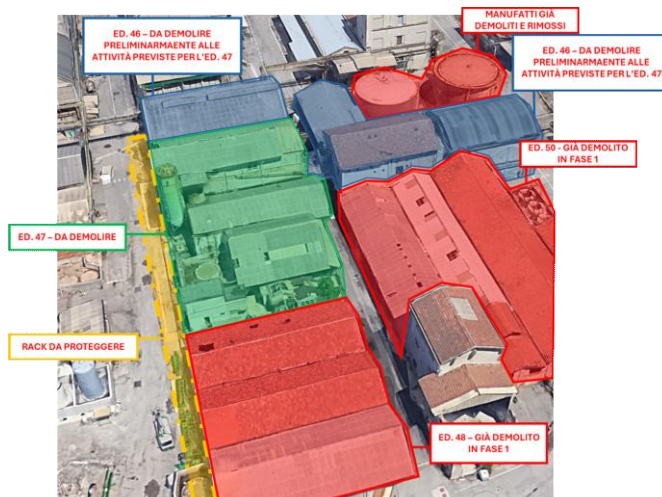 ED. 46 – DA DEMOLIRE
PRELIMINARMAENTE ALLE
ATTIVITÀ PREVISTE PER L'ED. 47
MANUFATTI GIÀ
DEMOLITI E RIMOSSI
ED. 46 – DA DEMOLIRE
PRELIMINARMAENTE ALLE
ATTIVITÀ PREVISTE PER L'ED. 47
ED. 50 - GIÀ DEMOLITO
IN FASE 1
ED. 47 – DA DEMOLIRE
RACK DA PROTEGGERE
ED. 48 – GIÀ DEMOLITO
IN FASE 1